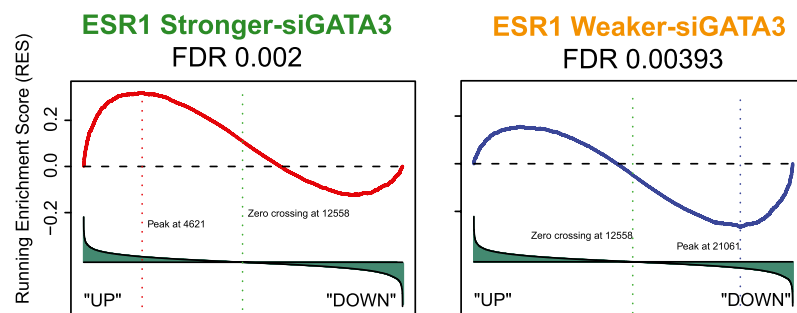 ESR1 Stronger-siGATA3
FDR 0.002
Running Enrichment Score (RES)
0.2
0.0
−0.2
Peak at 4621
Zero crossing at 12558
"UP"
"DOWN"
ESR1 Weaker-siGATA3
FDR 0.00393
Zero crossing at 12558
Peak at 21061
"UP"
"DOWN"